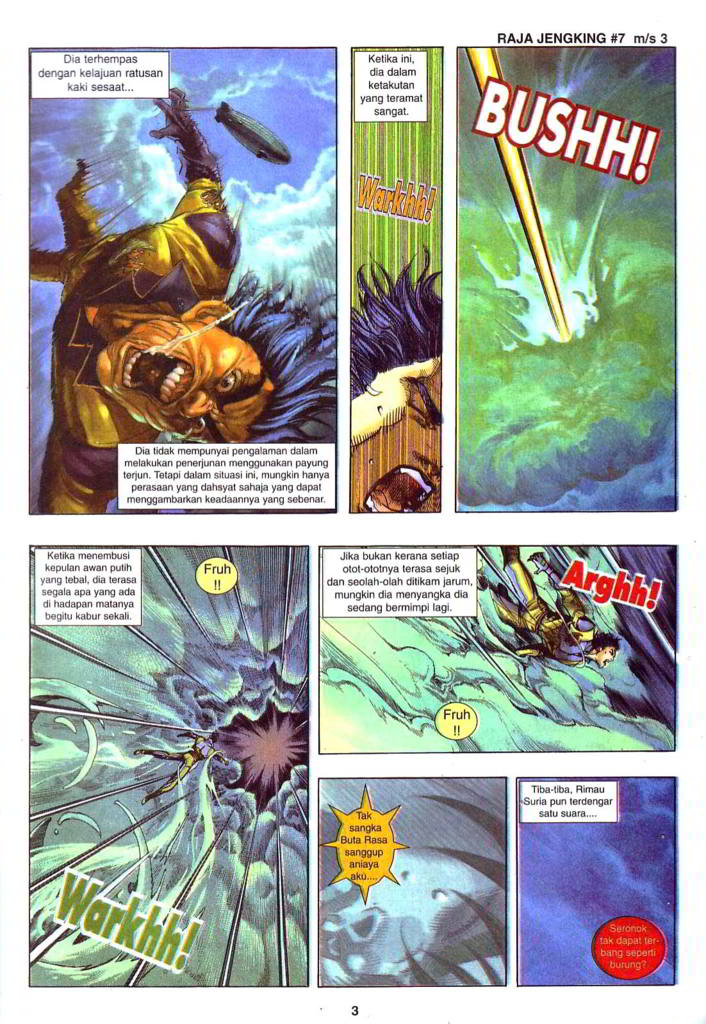 RAJA JENGKING #7 m/s 3
Dia terhempas
dengan kelajuan ratusan
kaki sesaat...
Dia tidak mempunyai pengalaman dalam
melakukan penerjunan menggunakan payung
terjun. Tetapi dalam situasi ini, mungkin hanya
perasaan yang dahsyat sahaja yang dapat
menggambarkan keadaannya yang sebenar.
Ketika ini,
dia dalam
ketakutan
yang teramat
sangat.
Warkhh!
BUSHH!
Ketika menembusi
kepulan awan putih
yang tebal, dia terasa
segala apa yang ada
di hadapan matanya
begitu kabur sekali.
Fruh
!!
Warkhh!
Jika bukan kerana setiap
otot-ototnya terasa sejuk
dan seolah-olah ditikam jarum,
mungkin dia menyangka dia
sedang bermimpi lagi.
Arghh!
Fruh
!!
Tak
sangka
Buta Rasa
sanggup
aniaya
aku....
Tiba-tiba, Rimau
Suria pun terdengar
satu suara....
Seronok
tak dapat ter-
bang seperti
burung?
3